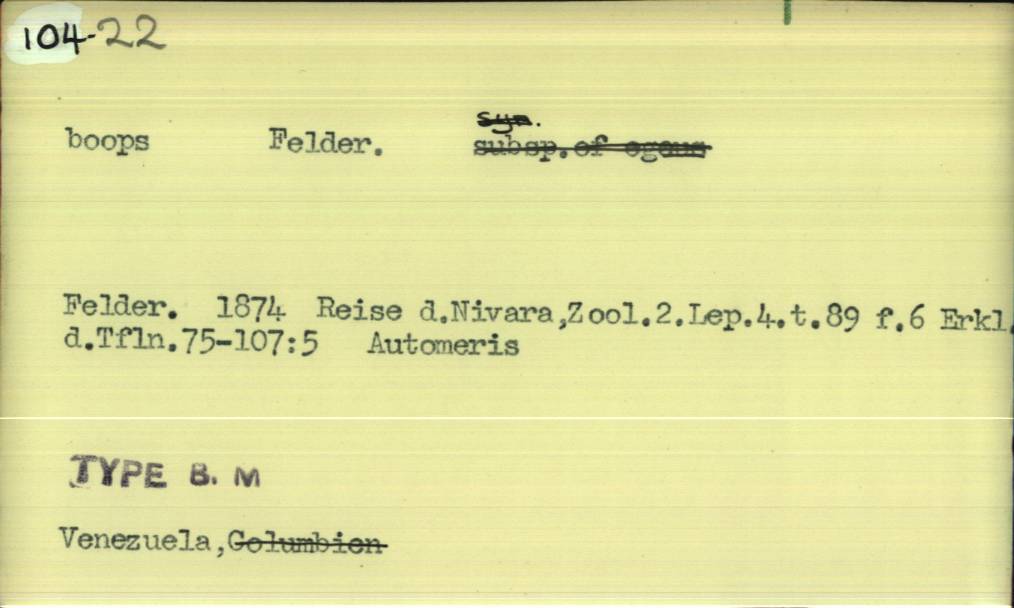 104-22
syn.
boops Felder. subsp.of egeus
Felder. 1874 Reise d.Nivara,Zool.2.Lep.4.t.89 f.6 Erkl.
d.Tfln.75-107:5 Automeris
TYPE B. M
Venezuela,Columbien